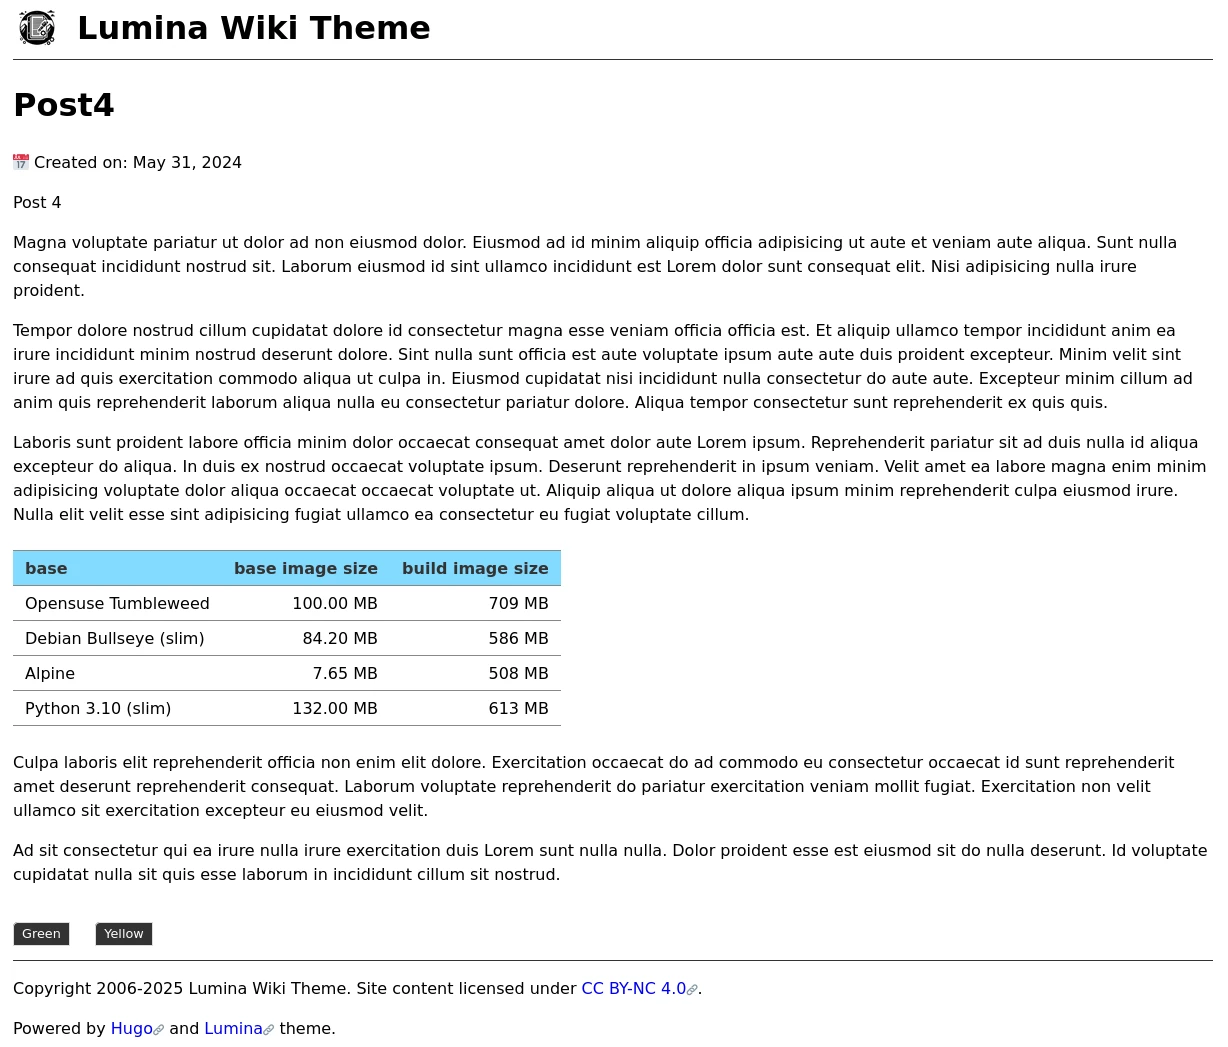 Lumina Wiki Theme
Post4
Created on: May 31, 2024
Post 4
Magna voluptate pariatur ut dolor ad non eiusmod dolor. Eiusmod ad id minim aliquip officia adipisicing ut aute et veniam aute aliqua. Sunt nulla
consequat incididunt nostrud sit. Laborum eiusmod id sint ullamco incididunt est Lorem dolor sunt consequat elit. Nisi adipisicing nulla irure
proident.
Tempor dolore nostrud cillum cupidatat dolore id consectetur magna esse veniam officia officia est. Et aliquip ullamco tempor incididunt anim ea
irure incididunt minim nostrud deserunt dolore. Sint nulla sunt officia est aute voluptate ipsum aute aute duis proident excepteur. Minim velit sint
irure ad quis exercitation commodo aliqua ut culpa in. Eiusmod cupidatat nisi incididunt nulla consectetur do aute aute. Excepteur minim cillum ad
anim quis reprehenderit laborum aliqua nulla eu consectetur pariatur dolore. Aliqua tempor consectetur sunt reprehenderit ex quis quis.
Laboris sunt proident labore officia minim dolor occaecat consequat amet dolor aute Lorem ipsum. Reprehenderit pariatur sit ad duis nulla id aliqua
excepteur do aliqua. In duis ex nostrud occaecat voluptate ipsum. Deserunt reprehenderit in ipsum veniam. Velit amet ea labore magna enim minim
adipisicing voluptate dolor aliqua occaecat occaecat voluptate ut. Aliquip aliqua ut dolore aliqua ipsum minim reprehenderit culpa eiusmod irure.
Nulla elit velit esse sint adipisicing fugiat ullamco ea consectetur eu fugiat voluptate cillum.
base base image size build image size
Opensuse Tumbleweed 100.00 MB 709 MB
Debian Bullseye (slim) 84.20 MB 586 MB
Alpine 7.65 MB 508 MB
Python 3.10 (slim) 132.00 MB 613 MB
Culpa laboris elit reprehenderit officia non enim elit dolore. Exercitation occaecat do ad commodo eu consectetur occaecat id sunt reprehenderit
amet deserunt reprehenderit consequat. Laborum voluptate reprehenderit do pariatur exercitation veniam mollit fugiat. Exercitation non velit
ullamco sit exercitation excepteur eu eiusmod velit.
Ad sit consectetur qui ea irure nulla irure exercitation duis Lorem sunt nulla nulla. Dolor proident esse est eiusmod sit do nulla deserunt. Id voluptate
cupidatat nulla sit quis esse laborum in incididunt cillum sit nostrud.
Green Yellow
Copyright 2006-2025 Lumina Wiki Theme. Site content licensed under CC BY-NC 4.0.
Powered by Hugo and Lumina theme.